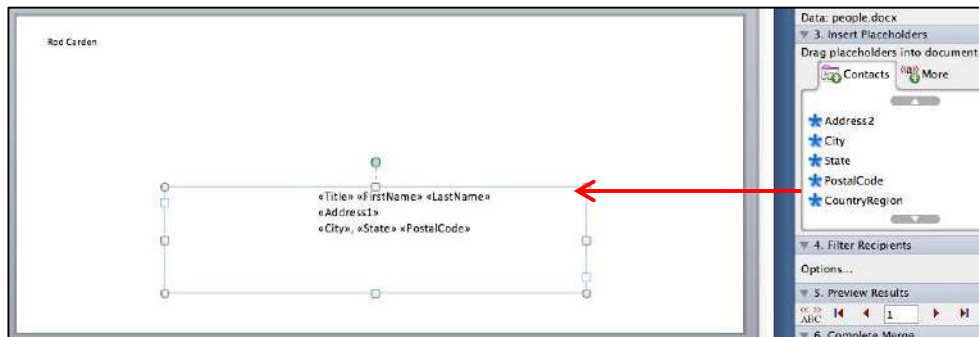 Rod Carden
«Title» «FirstName» «LastName»
«Address1»
«City», «State» «PostalCode»
Data: people.docx
3. Insert Placeholders
Drag placeholders into document
Contacts
«a» More
Address2
City
State
PostalCode
CountryRegion
4. Filter Recipients
Options...
5. Preview Results
« »
ABC
1
6. Complete Merge